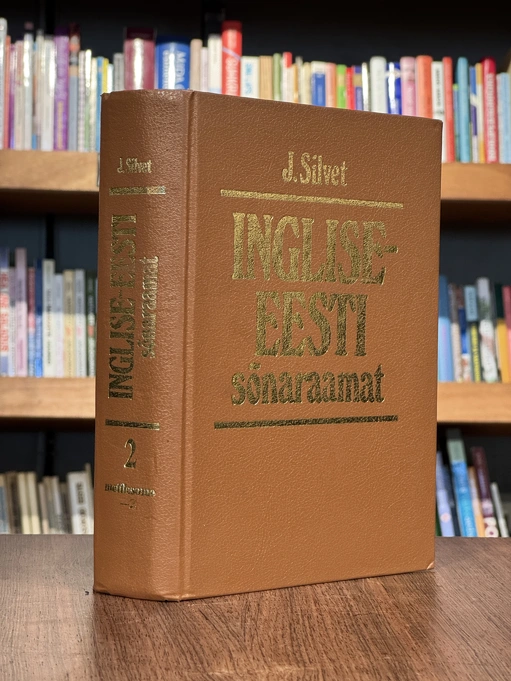 J. Silvet
INGLISE-EESTI
sõnaraamat
2
J. Silvet
INGLISE-
EESTI
sõnaraamat